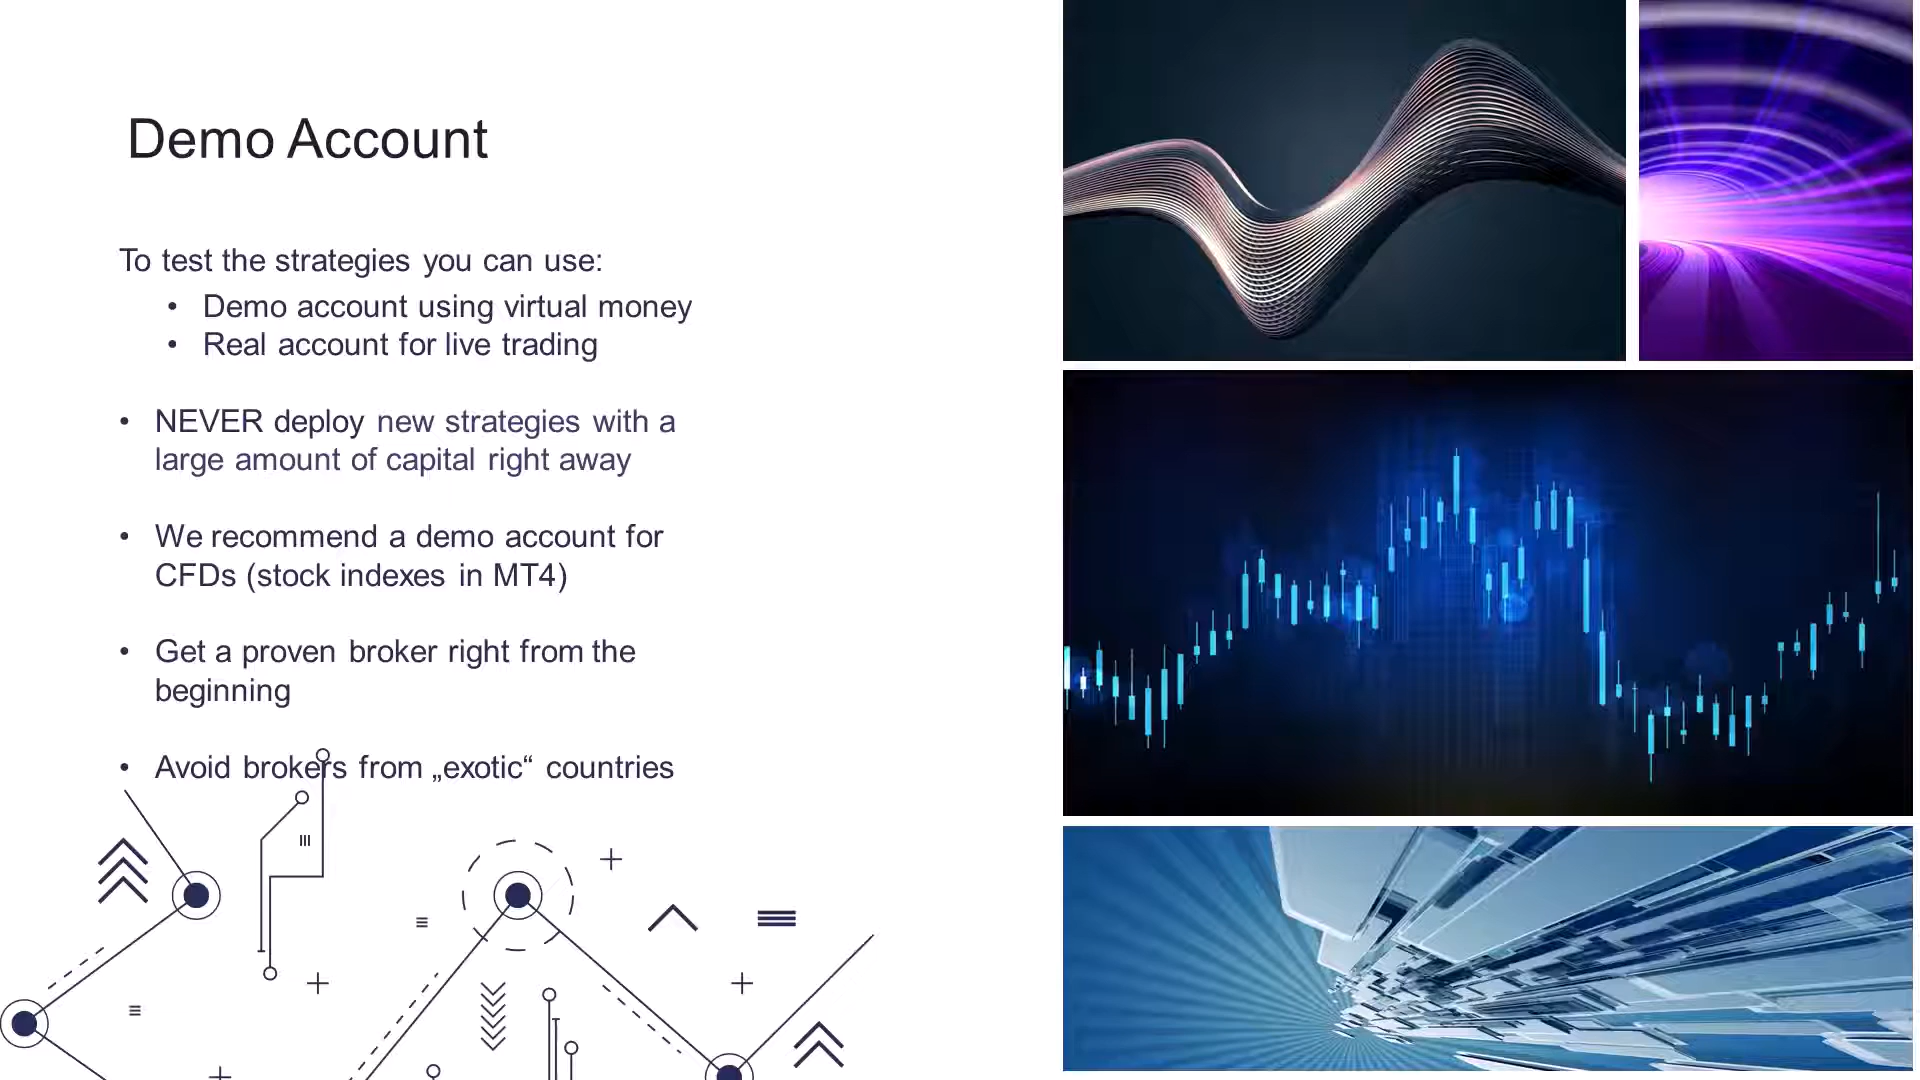 Demo Account
To test the strategies you can use:
• Demo account using virtual money
• Real account for live trading
• NEVER deploy new strategies with a
large amount of capital right away
• We recommend a demo account for
CFDs (stock indexes in MT4)
• Get a proven broker right from the
beginning
• Avoid brokers from „exotic“ countries